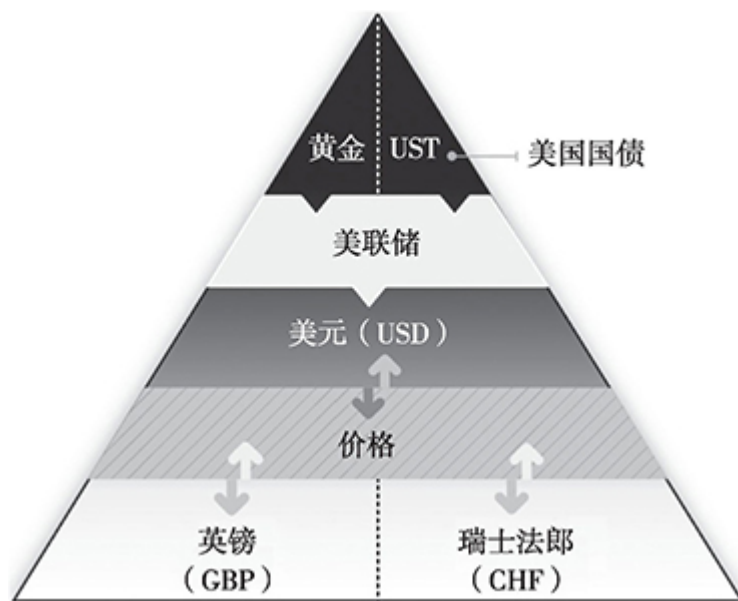 黄金 UST 美国国债
美联储
美元（USD）
价格
英镑
（GBP）
瑞士法郎
（CHF）